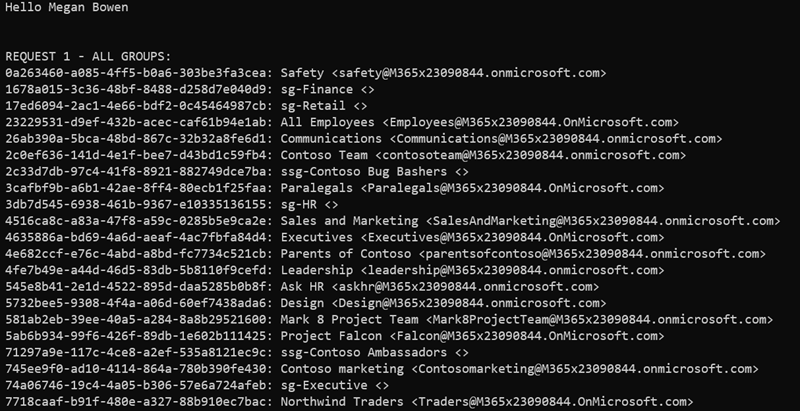 Hello Megan Bowen
REQUEST 1 - ALL GROUPS:
0a263460-a085-4ff5-b0a6-303be3fa3cea: Safety <safety@M365x23090844.onmicrosoft.com>
1678a015-3c36-48bf-8488-d258d7e040d9: sg-Finance <>
17ed6094-2ac1-4e66-bdf2-0c45464987cb: sg-Retail <>
23229531-d9ef-432b-acec-caf61b94e1ab: All Employees <Employees@M365x23090844.OnMicrosoft.com>
26ab390a-5bca-48bd-867c-32b32a8fe6d1: Communications <Communications@M365x23090844.OnMicrosoft.com>
2c0ef636-141d-4e1f-bee7-d43bd1c59fb4: Contoso Team <contosoteam@M365x23090844.onmicrosoft.com>
2c33d7db-97c4-41f8-8921-882749dce7ba: ssg-Contoso Bug Bashers <>
3cafbf9b-a6b1-42ae-8ff4-80ecb1f25faa: Paralegals <Paralegals@M365x23090844.OnMicrosoft.com>
3db7d545-6938-461b-9367-e10335136155: sg-HR <>
4516ca8c-a83a-47f8-a59c-0285b5e9ca2e: Sales and Marketing <SalesAndMarketing@M365x23090844.onmicrosoft.com>
4635886a-bd69-4a6d-aeaf-4ac7fbfa84d4: Executives <Executives@M365x23090844.OnMicrosoft.com>
4e682ccf-e76c-4abd-a8bd-fc7734c521cb: Parents of Contoso <parentsofcontoso@M365x23090844.onmicrosoft.com>
4fe7b49e-a44d-46d5-83db-5b8110f9cefd: Leadership <leadership@M365x23090844.onmicrosoft.com>
545e8b41-2e1d-4522-895d-daa5285b0b8f: Ask HR <askhr@M365x23090844.onmicrosoft.com>
5732bee5-9308-4f4a-a06d-60ef7438ada6: Design <Design@M365x23090844.onmicrosoft.com>
581ab2eb-39ee-40a5-a284-8a8b29521600: Mark 8 Project Team <Mark8ProjectTeam@M365x23090844.onmicrosoft.com>
5ab6b934-99f6-426f-89db-1e602b111425: Project Falcon <Falcon@M365x23090844.OnMicrosoft.com>
71297a9e-117c-4ce8-a2ef-535a8121ec9c: ssg-Contoso Ambassadors <>
745ee9f0-ad10-4114-864a-780b390fe430: Contoso marketing <Contosomarketing@M365x23090844.onmicrosoft.com>
74a06746-19c4-4a05-b306-57e6a724afeb: sg-Executive <>
7718caaf-b91f-480e-a327-88b910ec7bac: Northwind Traders <Traders@M365x23090844.OnMicrosoft.com>